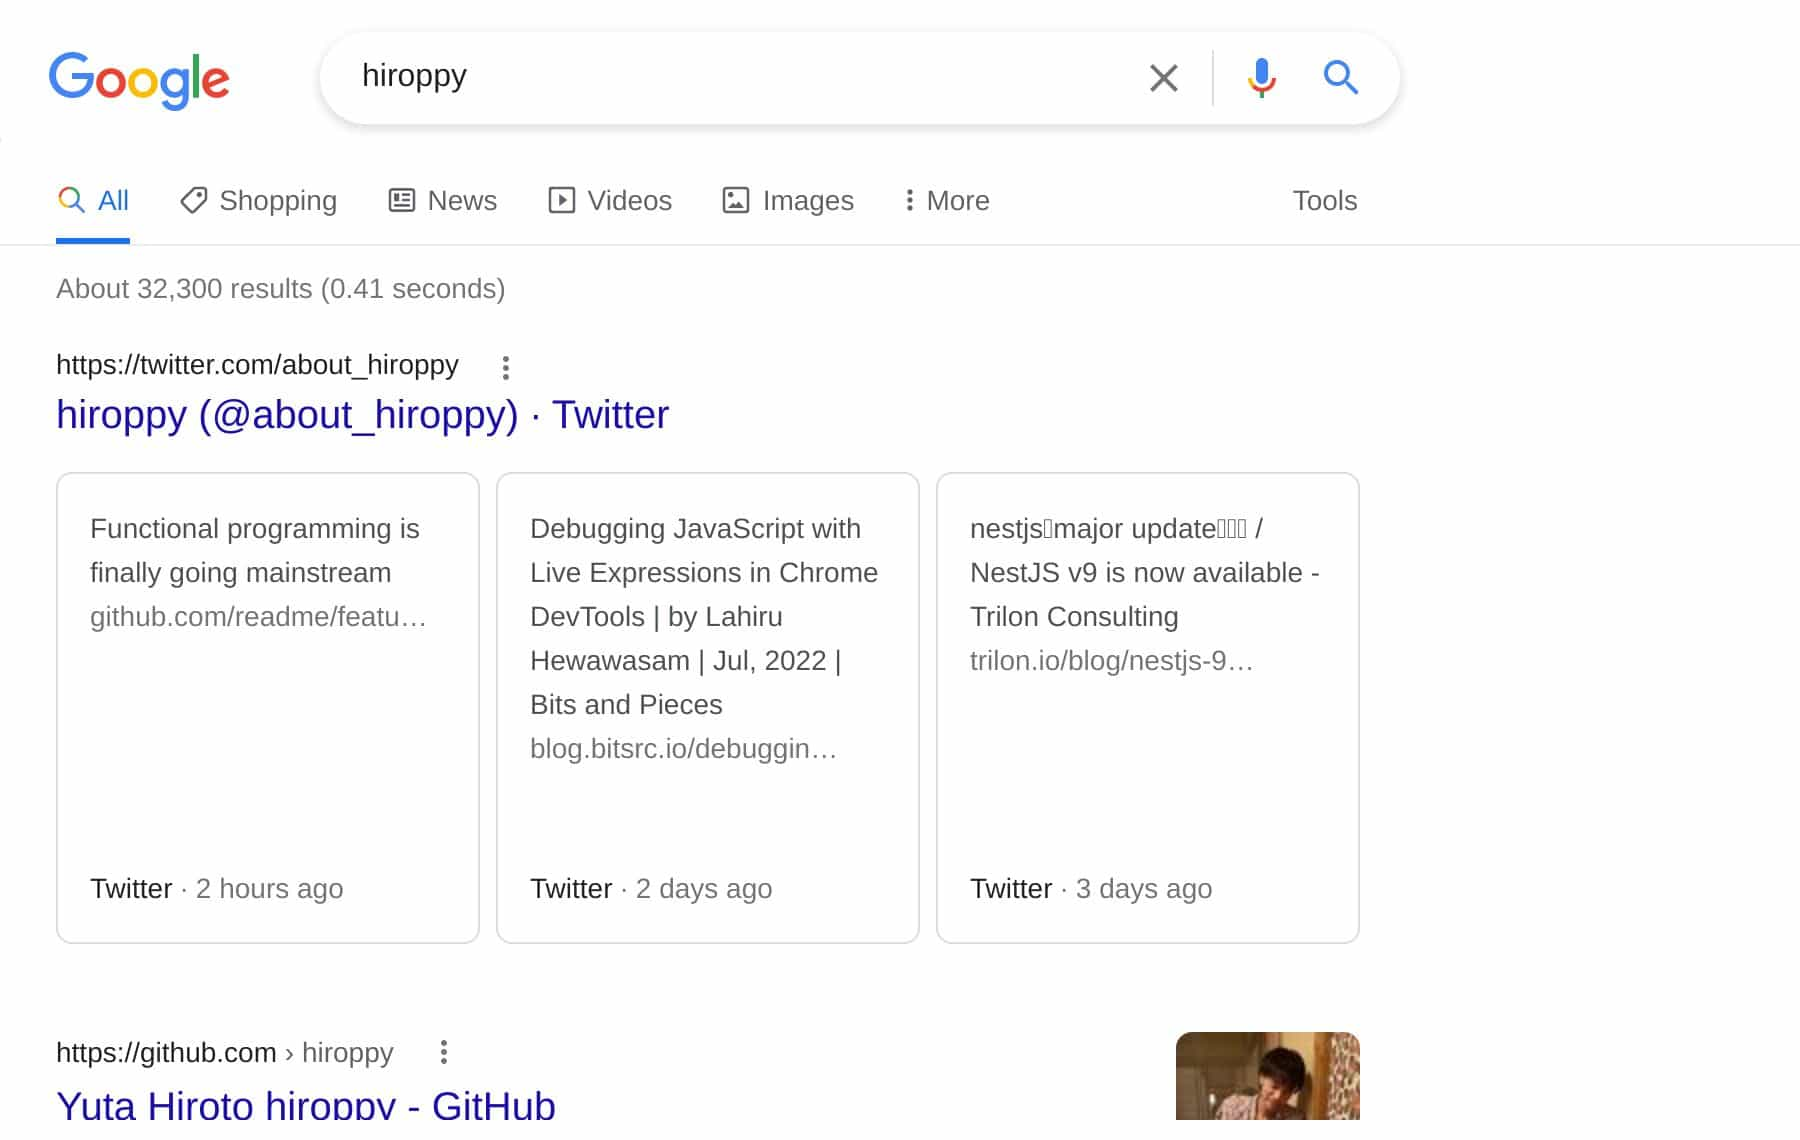 Google
hiroppy
All Shopping News Videos Images More Tools
About 32,300 results (0.41 seconds)
https://twitter.com/about_hiroppy
hiroppy (@about_hiroppy) · Twitter
Functional programming is
finally going mainstream
github.com/readme/featu…
Twitter · 2 hours ago
Debugging JavaScript with
Live Expressions in Chrome
DevTools | by Lahiru
Hewawasam | Jul, 2022 |
Bits and Pieces
blog.bitsrc.io/debuggin…
Twitter · 2 days ago
nestjs▯major update▯▯▯ /
NestJS v9 is now available -
Trilon Consulting
trilon.io/blog/nestjs-9…
Twitter · 3 days ago
https://github.com › hiroppy
Yuta Hiroto hiroppy - GitHub